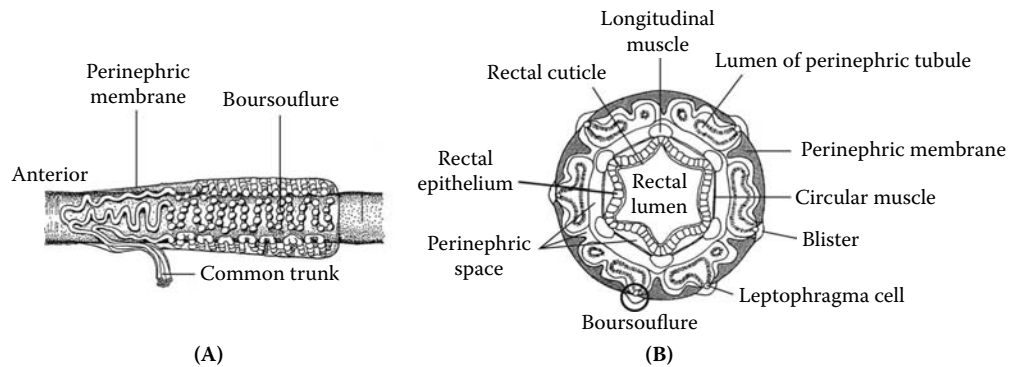 Perinephric
membrane
Boursouflure
Anterior
Common trunk
(A)
Longitudinal
muscle
Rectal cuticle
Lumen of perinephric tubule
Perinephric membrane
Rectal
epithelium
Rectal
lumen
Circular muscle
Perinephric
space
Blister
Leptophragma cell
Boursouflure
(B)